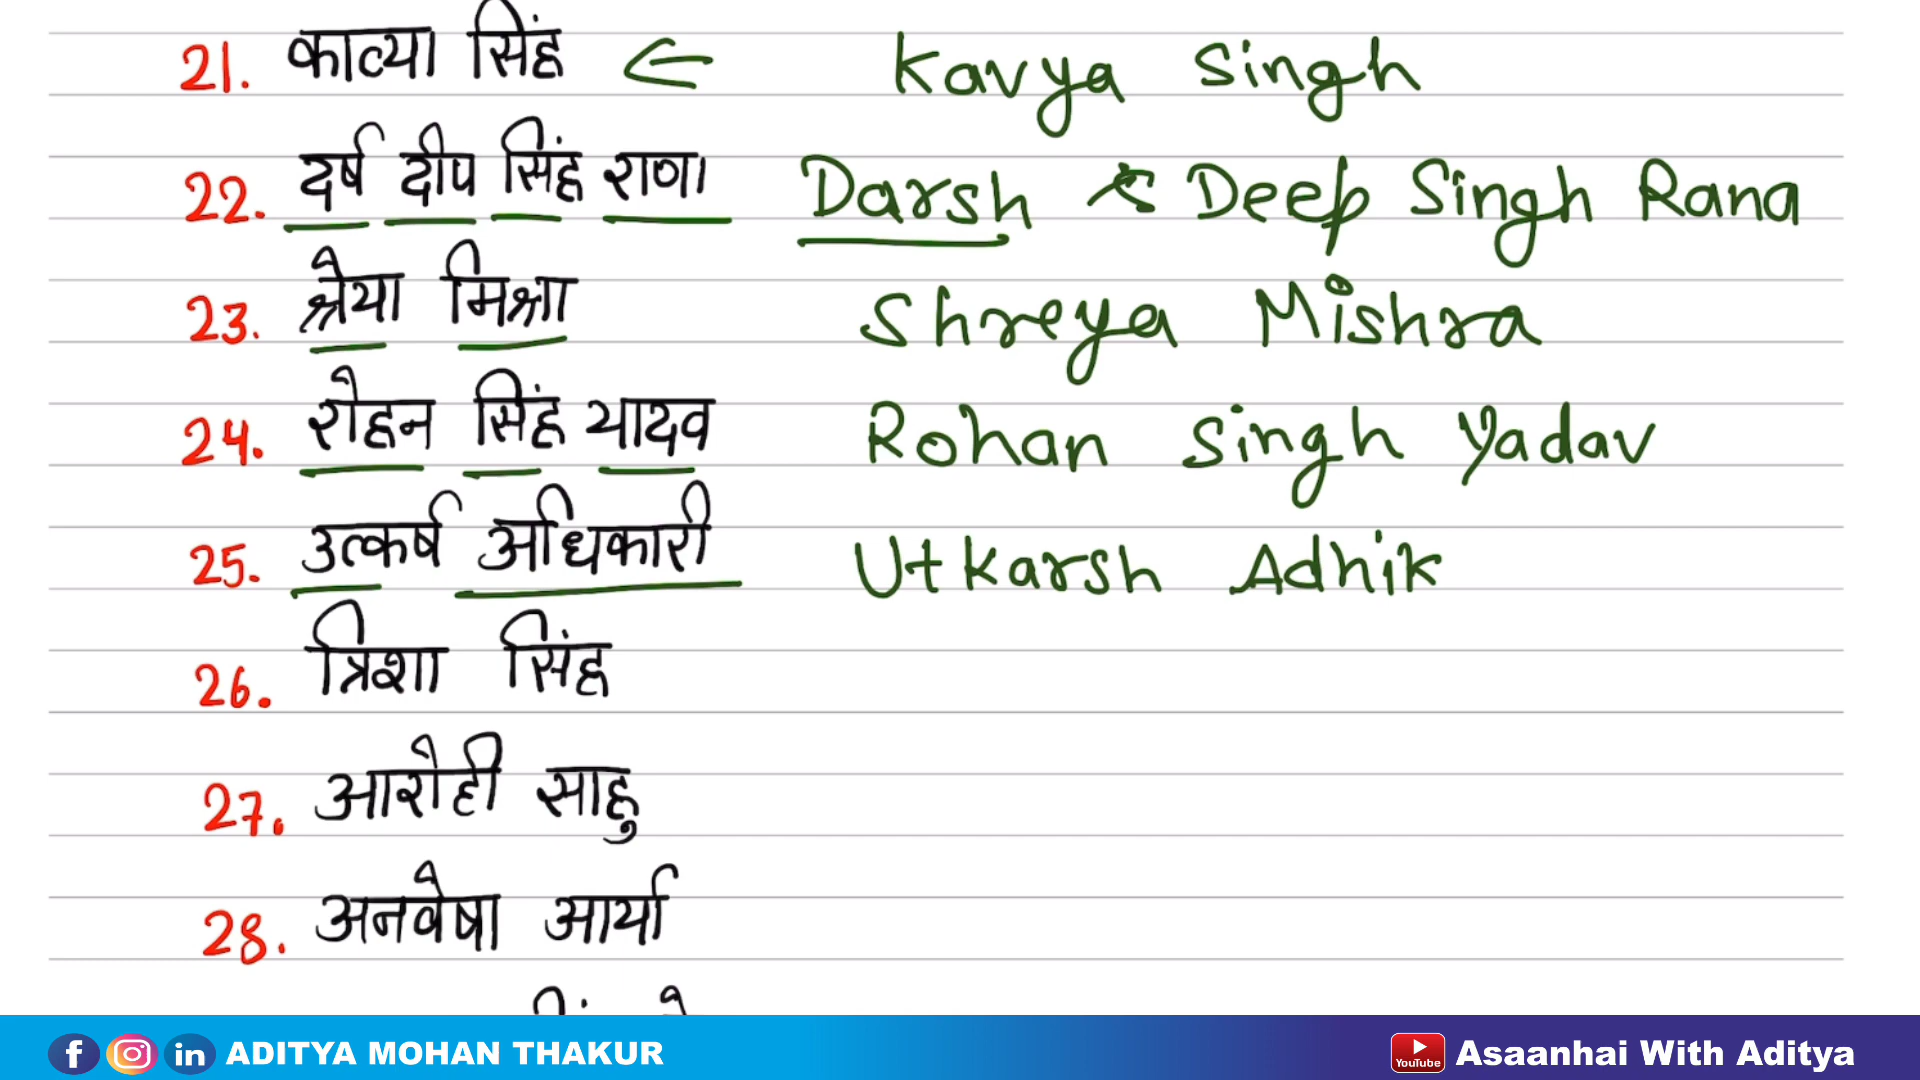 21. काव्या सिंह ← Kavya Singh
22. दर्ष दीप सिंह राणा Darsh Deep Singh Rana
23. श्रेया मिश्रा Shreya Mishra
24. रोहन सिंह यादव Rohan Singh Yadav
25. उत्कर्ष अधिकारी Utkarsh Adhik
26. त्रिशा सिंह
27. आरोही साहु
28. अनवेषा आर्या
f in ADITYA MOHAN THAKUR YouTube Asaanhai With Aditya